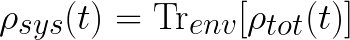 ρ_{sys}(t) = Tr_{env}[ρ_{tot}(t)]